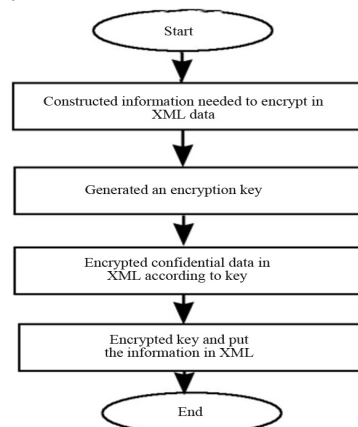 Start
Constructed information needed to encrypt in
XML data
Generated an encryption key
Encrypted confidential data in
XML according to key
Encrypted key and put
the information in XML
End